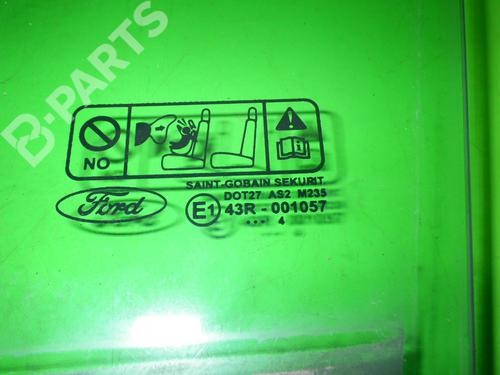 B-PARTS
NO
SAINT-GOBAIN SEKURIT
Ford
DOT27 AS2 M235
E1 43R - 001057
... 4